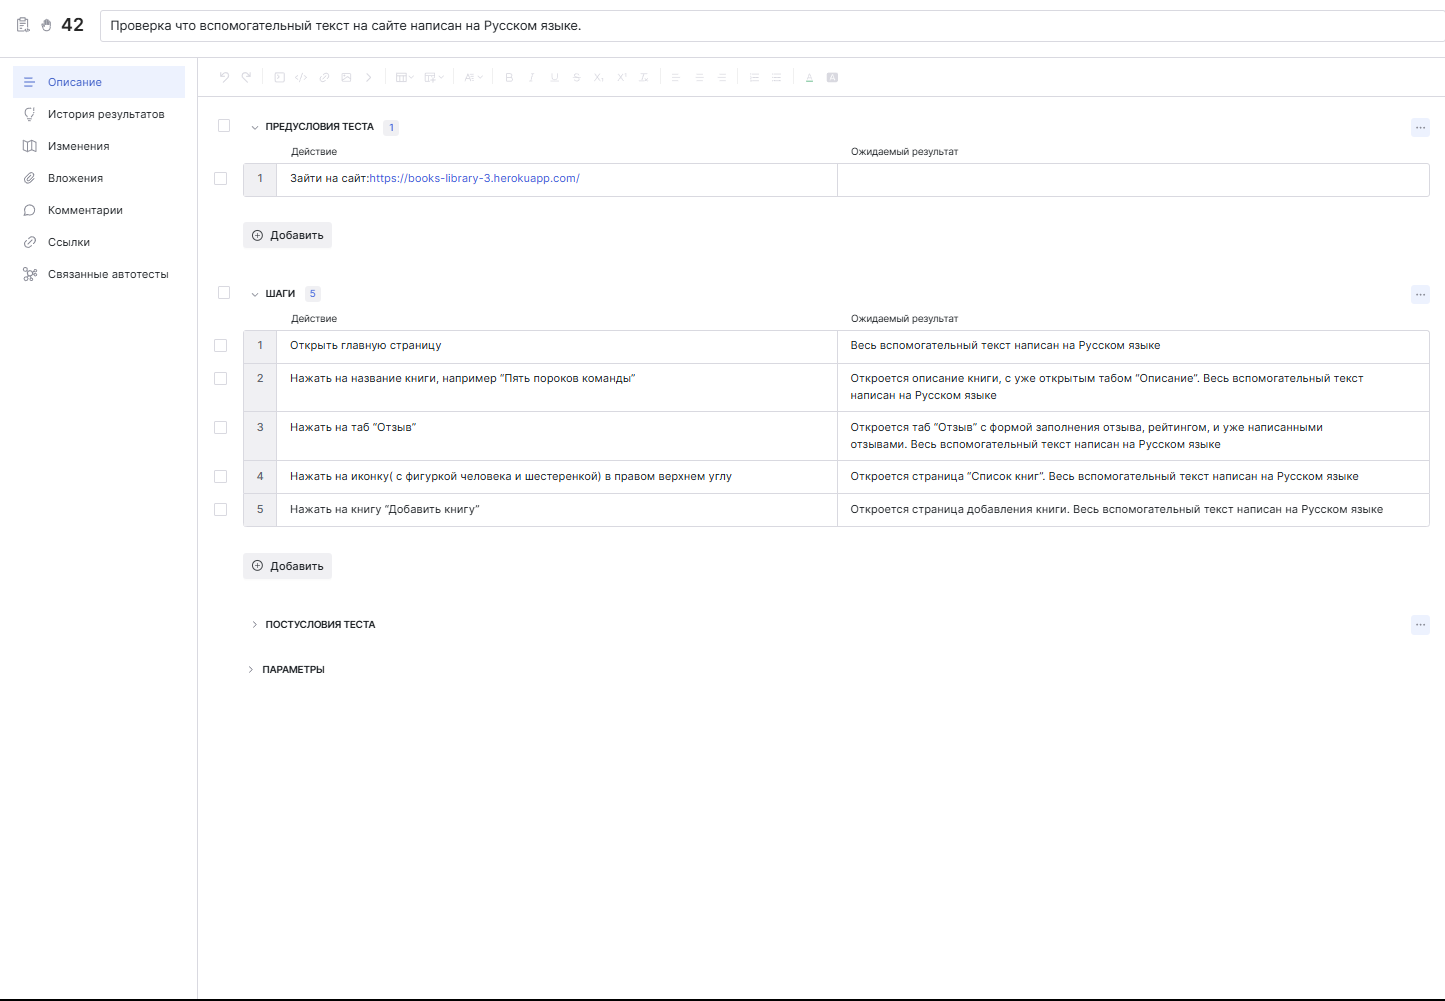 42
Проверка что вспомогательный текст на сайте написан на Русском языке.
Описание
История результатов
Изменения
Вложения
Комментарии
Ссылки
Связанные автотесты
ПРЕДУСЛОВИЯ ТЕСТА 1
Действие
Ожидаемый результат
1
Зайти на сайт:https://books-library-3.herokuapp.com/
Добавить
ШАГИ 5
Действие
Ожидаемый результат
1
Открыть главную страницу
Весь вспомогательный текст написан на Русском языке
2
Нажать на название книги, например “Пять пороков команды”
Откроется описание книги, с уже открытым табом “Описание”. Весь вспомогательный текст
написан на Русском языке
3
Нажать на таб “Отзыв”
Откроется таб “Отзыв” с формой заполнения отзыва, рейтингом, и уже написанными
отзывами. Весь вспомогательный текст написан на Русском языке
4
Нажать на иконку( с фигуркой человека и шестеренкой) в правом верхнем углу
Откроется страница “Список книг”. Весь вспомогательный текст написан на Русском языке
5
Нажать на книгу “Добавить книгу”
Откроется страница добавления книги. Весь вспомогательный текст написан на Русском языке
Добавить
ПОСТУСЛОВИЯ ТЕСТА
ПАРАМЕТРЫ